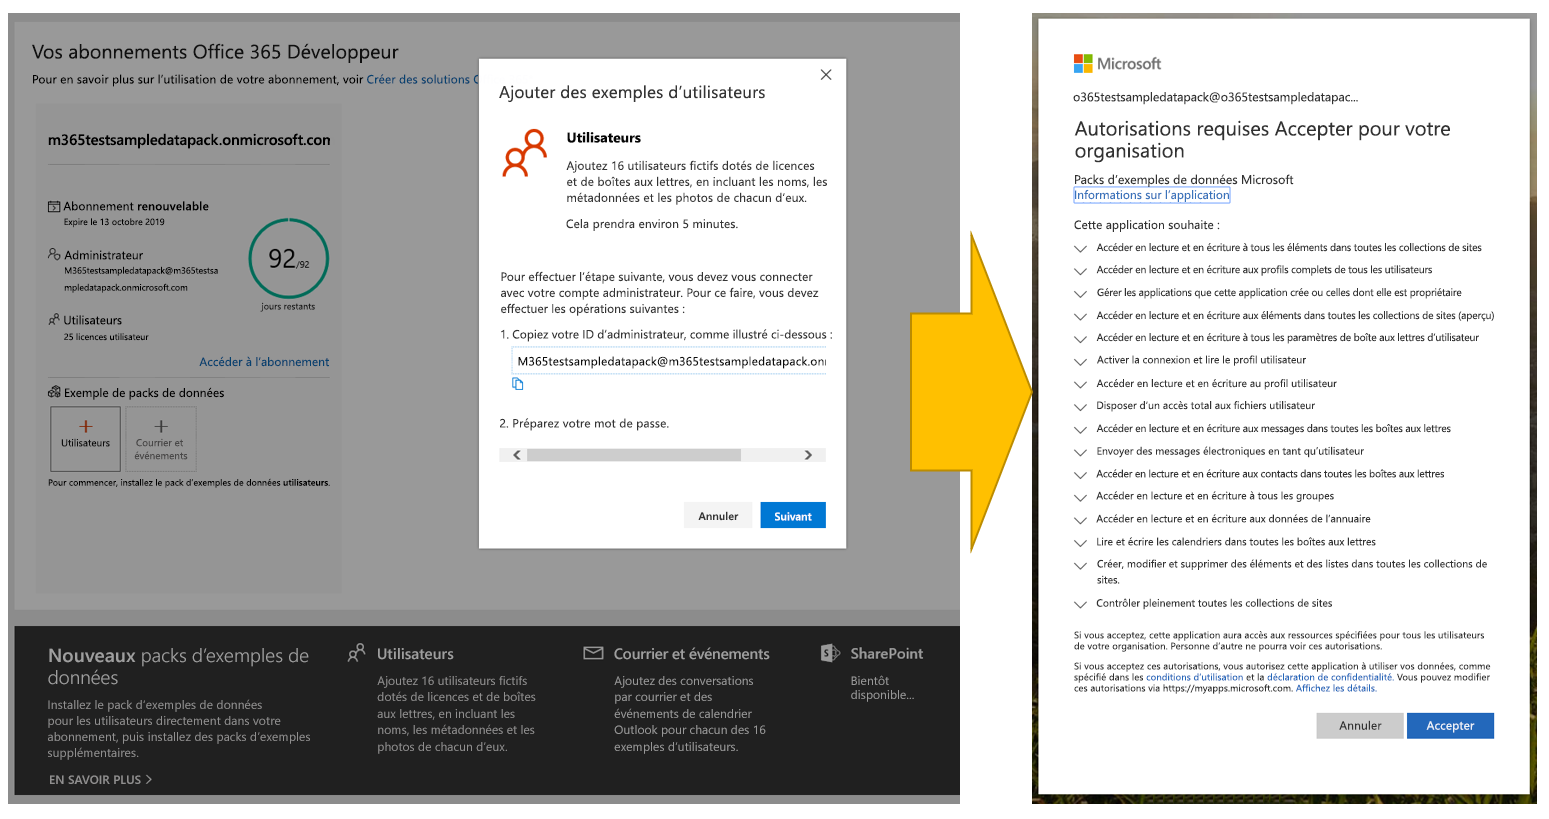 Vos abonnements Office 365 Développeur
Pour en savoir plus sur l'utilisation de votre abonnement, voir Créer des solutions
m365testsampledatapack.onmicrosoft.con
Abonnement renouvelable
Expire le 13 octobre 2019
Administrateur
M365testsampledatapack@m365testsa
mpledatapack.onmicrosoft.com
92/92
jours restants
Utilisateurs
25 licences utilisateur
Accéder à l'abonnement
Exemple de packs de données
+
Utilisateurs
+
Courrier et
événements
Pour commencer, installez le pack d'exemples de données utilisateurs.
Ajouter des exemples d'utilisateurs
Utilisateurs
Ajoutez 16 utilisateurs fictifs dotés de licences
et de boîtes aux lettres, en incluant les noms, les
métadonnées et les photos de chacun d'eux.
Cela prendra environ 5 minutes.
Pour effectuer l'étape suivante, vous devez vous connecter
avec votre compte administrateur. Pour ce faire, vous devez
effectuer les opérations suivantes :
1. Copiez votre ID d'administrateur, comme illustré ci-dessous :
M365testsampledatapack@m365testsampledatapack.on
2. Préparez votre mot de passe.
Annuler
Suivant
Nouveaux packs d'exemples de
données
Installez le pack d'exemples de données
pour les utilisateurs directement dans votre
abonnement, puis installez des packs d'exemples
supplémentaires.
EN SAVOIR PLUS >
Utilisateurs
Ajoutez 16 utilisateurs fictifs
dotés de licences et de boîtes
aux lettres, en incluant les
noms, les métadonnées et les
photos de chacun d'eux.
Courrier et événements
Ajoutez des conversations
par courrier et des
événements de calendrier
Outlook pour chacun des 16
exemples d'utilisateurs.
SharePoint
Bientôt
disponible...
Microsoft
o365testsampledatapack@o365testsampledatapac...
Autorisations requises Accepter pour votre
organisation
Packs d'exemples de données Microsoft
Informations sur l'application
Cette application souhaite :
Accéder en lecture et en écriture à tous les éléments dans toutes les collections de sites
Accéder en lecture et en écriture aux profils complets de tous les utilisateurs
Gérer les applications que cette application crée ou celles dont elle est propriétaire
Accéder en lecture et en écriture aux éléments dans toutes les collections de sites (aperçu)
Accéder en lecture et en écriture à tous les paramètres de boîte aux lettres d'utilisateur
Activer la connexion et lire le profil utilisateur
Accéder en lecture et en écriture au profil utilisateur
Disposer d'un accès total aux fichiers utilisateur
Accéder en lecture et en écriture aux messages dans toutes les boîtes aux lettres
Envoyer des messages électroniques en tant qu'utilisateur
Accéder en lecture et en écriture aux contacts dans toutes les boîtes aux lettres
Accéder en lecture et en écriture à tous les groupes
Accéder en lecture et en écriture aux données de l'annuaire
Lire et écrire les calendriers dans toutes les boîtes aux lettres
Créer, modifier et supprimer des éléments et des listes dans toutes les collections de
sites.
Contrôler pleinement toutes les collections de sites
Si vous acceptez, cette application aura accès aux ressources spécifiées pour tous les utilisateurs
de votre organisation. Personne d'autre ne pourra voir ces autorisations.
Si vous acceptez ces autorisations, vous autorisez cette application à utiliser vos données, comme
spécifié dans les conditions d'utilisation et la déclaration de confidentialité. Vous pouvez modifier
ces autorisations via https://myapps.microsoft.com. Affichez les détails.
Annuler
Accepter